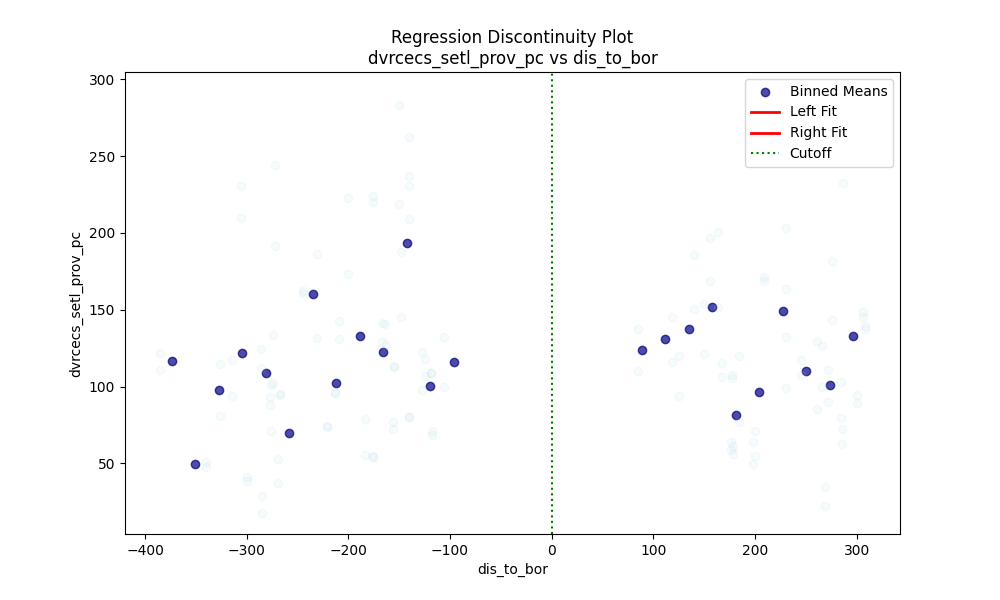 Regression Discontinuity Plot
dvrcecs_setl_prov_pc vs dis_to_bor
Binned Means
Left Fit
Right Fit
Cutoff
dvrcecs_setl_prov_pc
300
250
200
150
100
50
−400
−300
−200
−100
0
100
200
300
dis_to_bor